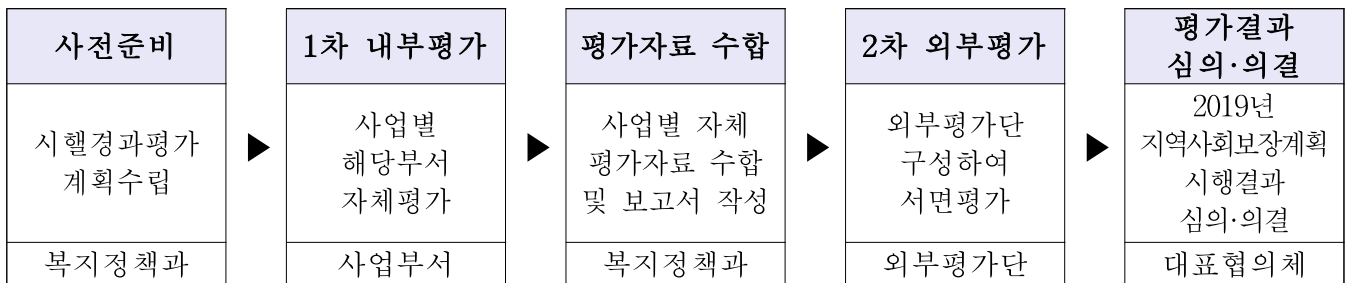 사전준비
시핼경과평가
계획수립
복지정책과
1차 내부평가
사업별
해당부서
자체평가
사업부서
평가자료 수합
사업별 자체
평가자료 수합
및 보고서 작성
복지정책과
2차 외부평가
외부평가단
구성하여
서면평가
외부평가단
평가결과
심의·의결
2019년
지역사회보장계획
시행결과
심의·의결
대표협의체